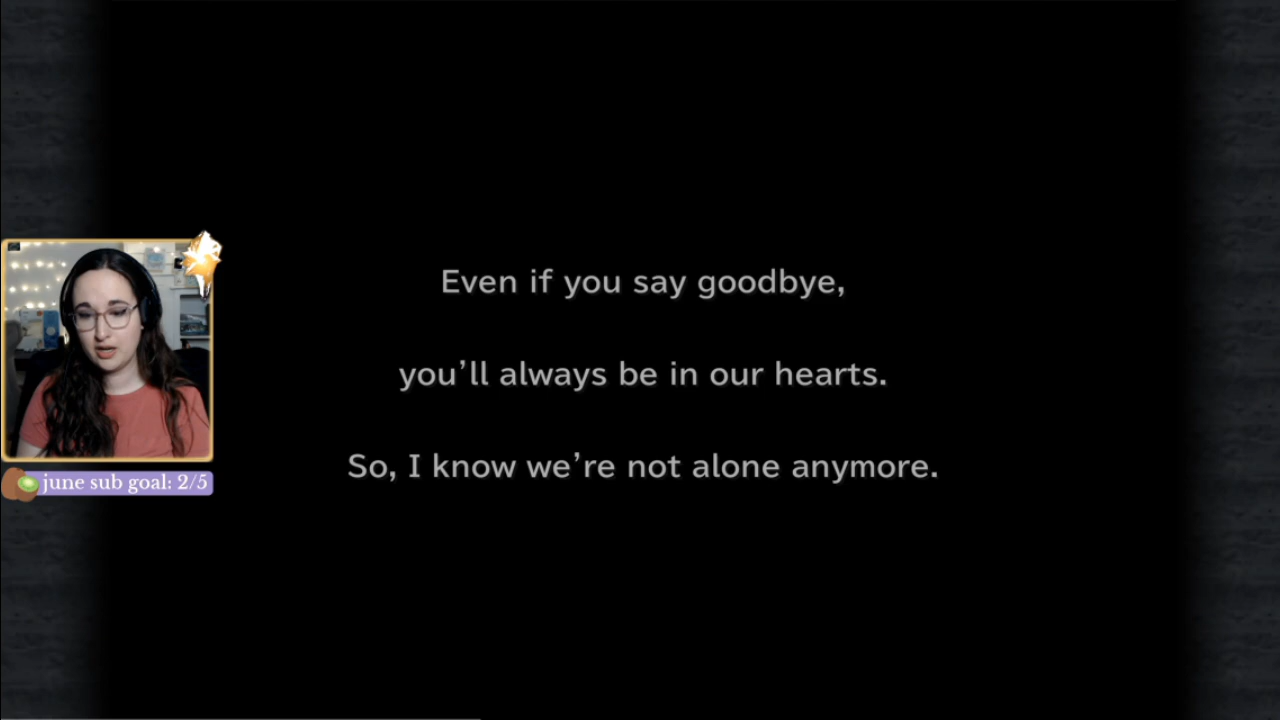 Even if you say goodbye,
you’ll always be in our hearts.
So, I know we’re not alone anymore.
june sub goal: 2/5